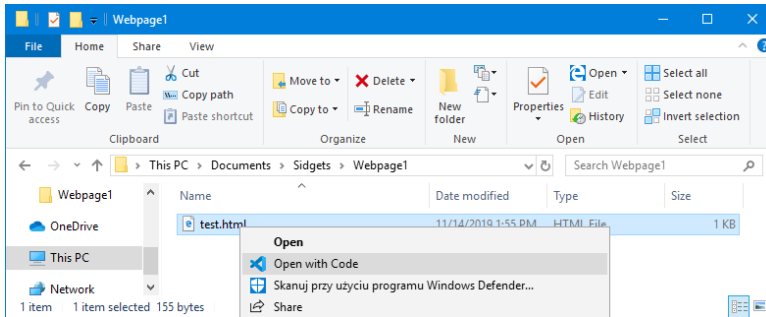 Webpage1
File Home Share View
Pin to Quick access
Copy
Paste
Cut
Copy path
Paste shortcut
Clipboard
Move to
Copy to
Delete
Rename
Organize
New folder
New
Properties
Open
Edit
History
Open
Select all
Select none
Invert selection
Select
This PC > Documents > Sidgets > Webpage1
Search Webpage1
Webpage1
OneDrive
This PC
Network
Name Date modified Type Size
test.html 11/14/2019 1:55 PM HTML File 1 KB
Open
Open with Code
Skanuj przy użyciu programu Windows Defender...
Share
1 item 1 item selected 155 bytes